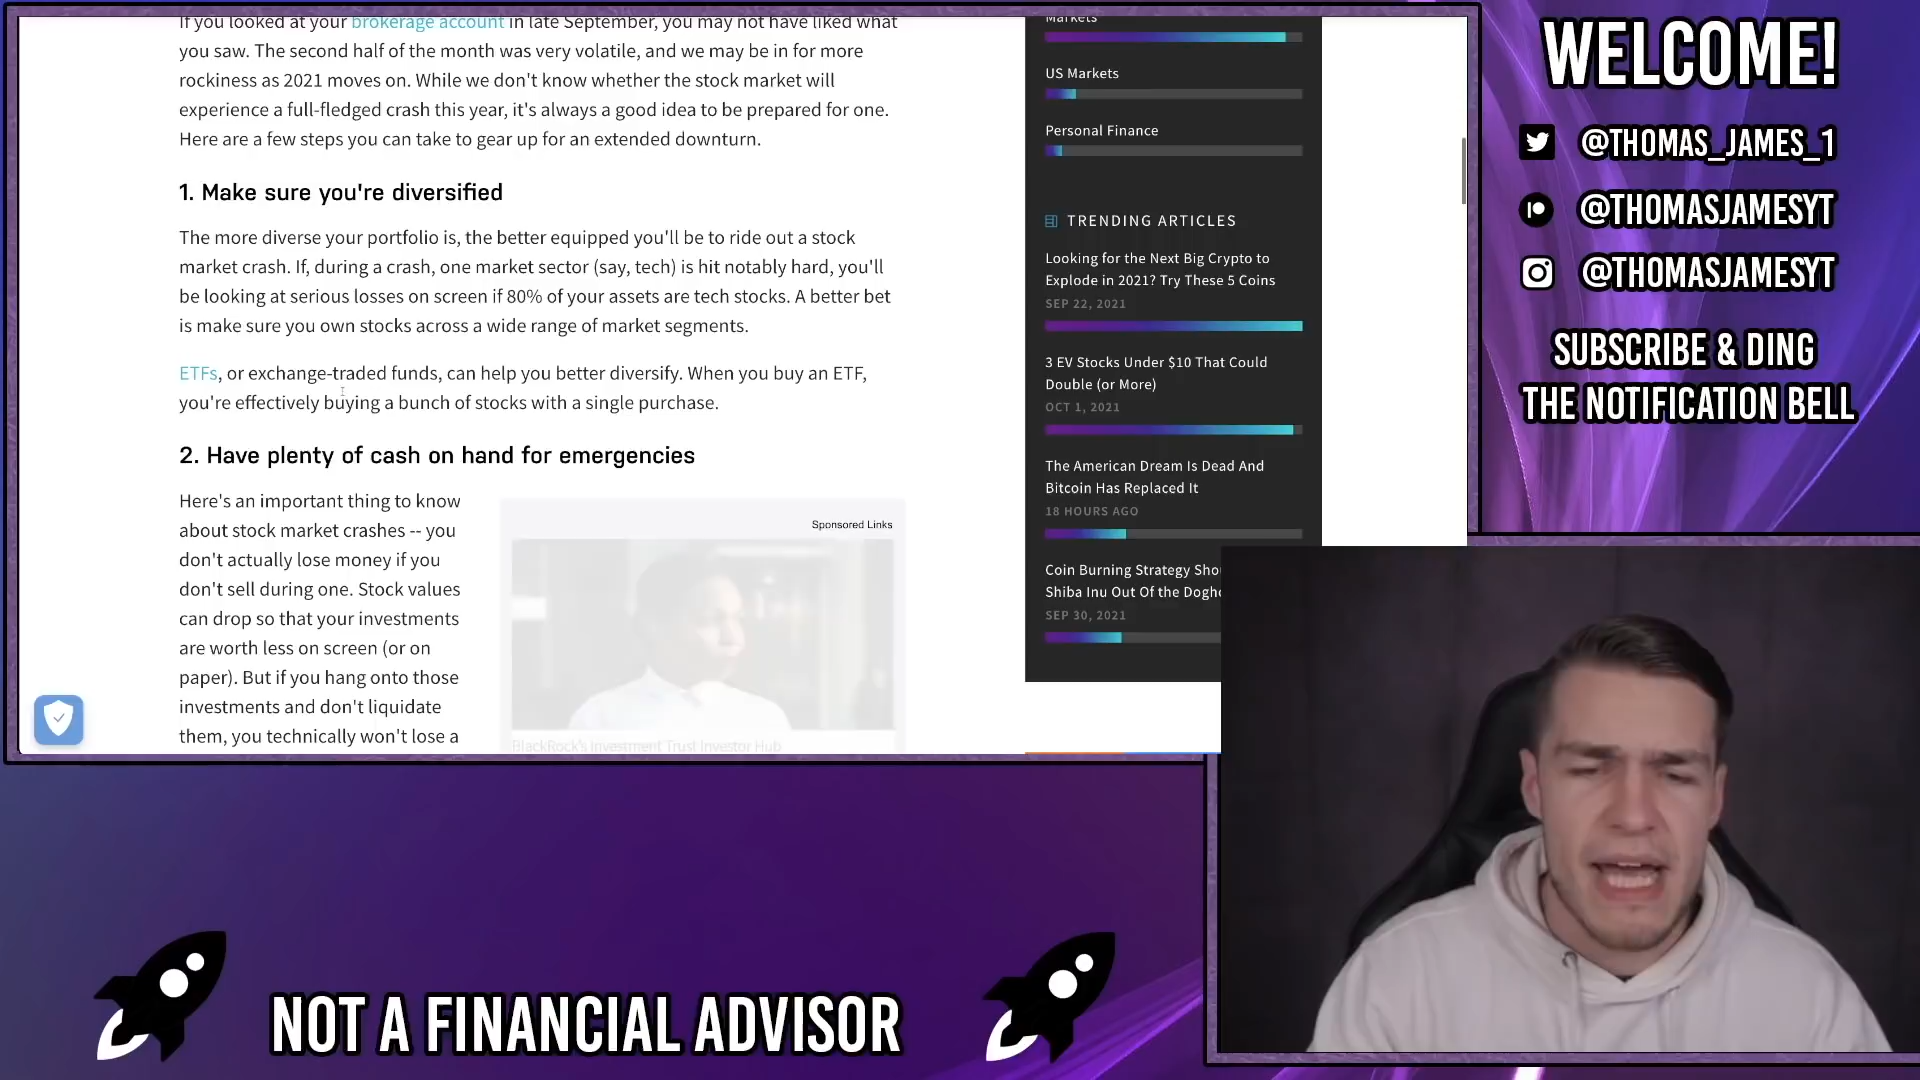 If you looked at your brokerage account in late September, you may not have liked what
you saw. The second half of the month was very volatile, and we may be in for more
rockiness as 2021 moves on. While we don't know whether the stock market will
experience a full-fledged crash this year, it's always a good idea to be prepared for one.
Here are a few steps you can take to gear up for an extended downturn.
1. Make sure you're diversified
The more diverse your portfolio is, the better equipped you'll be to ride out a stock
market crash. If, during a crash, one market sector (say, tech) is hit notably hard, you'll
be looking at serious losses on screen if 80% of your assets are tech stocks. A better bet
is make sure you own stocks across a wide range of market segments.
ETFs, or exchange-traded funds, can help you better diversify. When you buy an ETF,
you're effectively buying a bunch of stocks with a single purchase.
2. Have plenty of cash on hand for emergencies
Here's an important thing to know
about stock market crashes -- you
don't actually lose money if you
don't sell during one. Stock values
can drop so that your investments
are worth less on screen (or on
paper). But if you hang onto those
investments and don't liquidate
them, you technically won't lose a
Sponsored Links
BlackRock's Investment Trust Investor Hub
Markets
US Markets
Personal Finance
TRENDING ARTICLES
Looking for the Next Big Crypto to
Explode in 2021? Try These 5 Coins
SEP 22, 2021
3 EV Stocks Under $10 That Could
Double (or More)
OCT 1, 2021
The American Dream Is Dead And
Bitcoin Has Replaced It
18 HOURS AGO
Coin Burning Strategy
Shiba Inu Out Of the
SEP 30, 2021
WELCOME!
@THOMAS_JAMES_1
@THOMASJAMESYT
@THOMASJAMESYT
SUBSCRIBE & DING
THE NOTIFICATION BELL
NOT A FINANCIAL ADVISOR